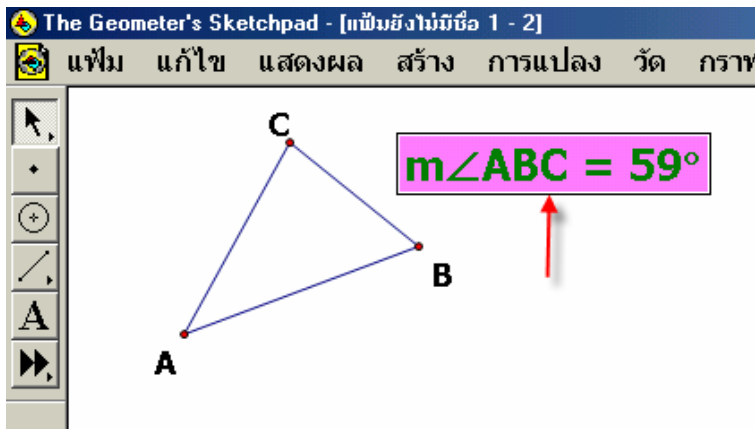 The Geometer's Sketchpad - [แฟ้มยังไม่มีชื่อ 1 - 2]
แฟ้ม แก้ไข แสดงผล สร้าง การแปลง วัด
C
m∠ABC = 59°
B
A
A